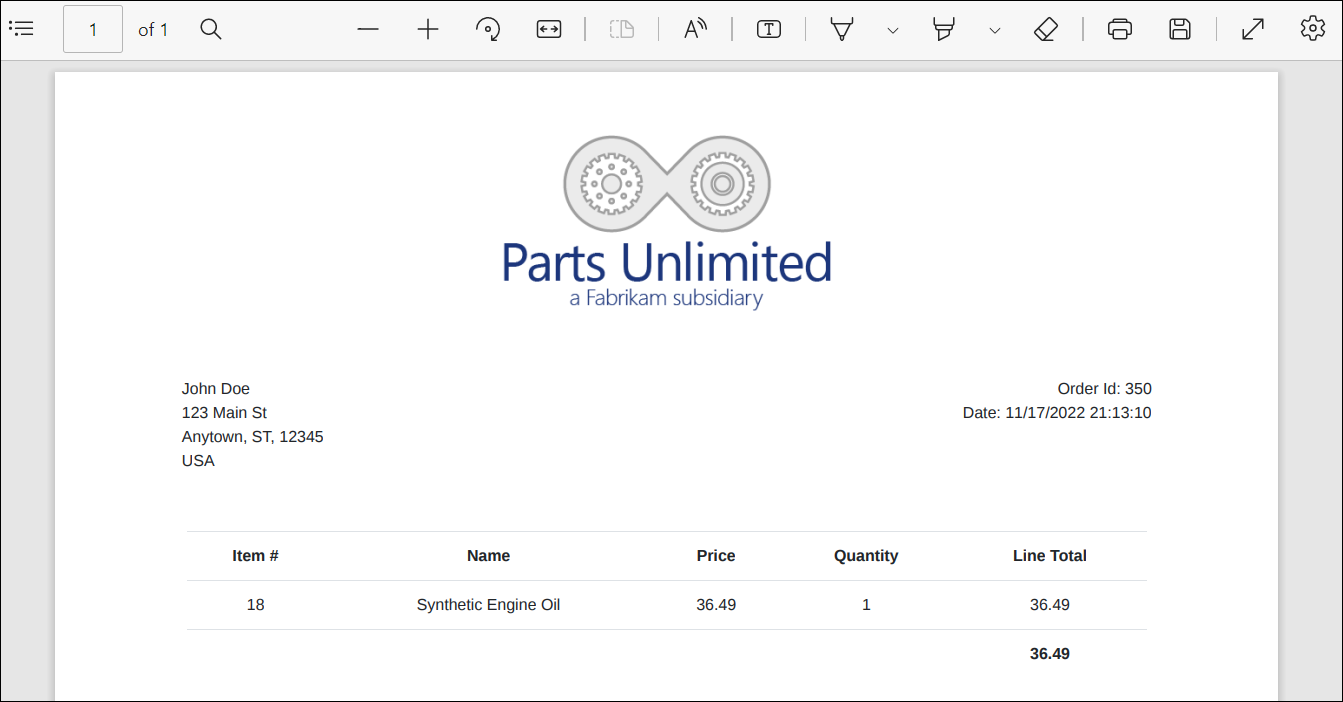 1 of 1
Parts Unlimited
a Fabrikam subsidiary
John Doe
123 Main St
Anytown, ST, 12345
USA
Order Id: 350
Date: 11/17/2022 21:13:10
Item # Name Price Quantity Line Total
18 Synthetic Engine Oil 36.49 1 36.49
36.49